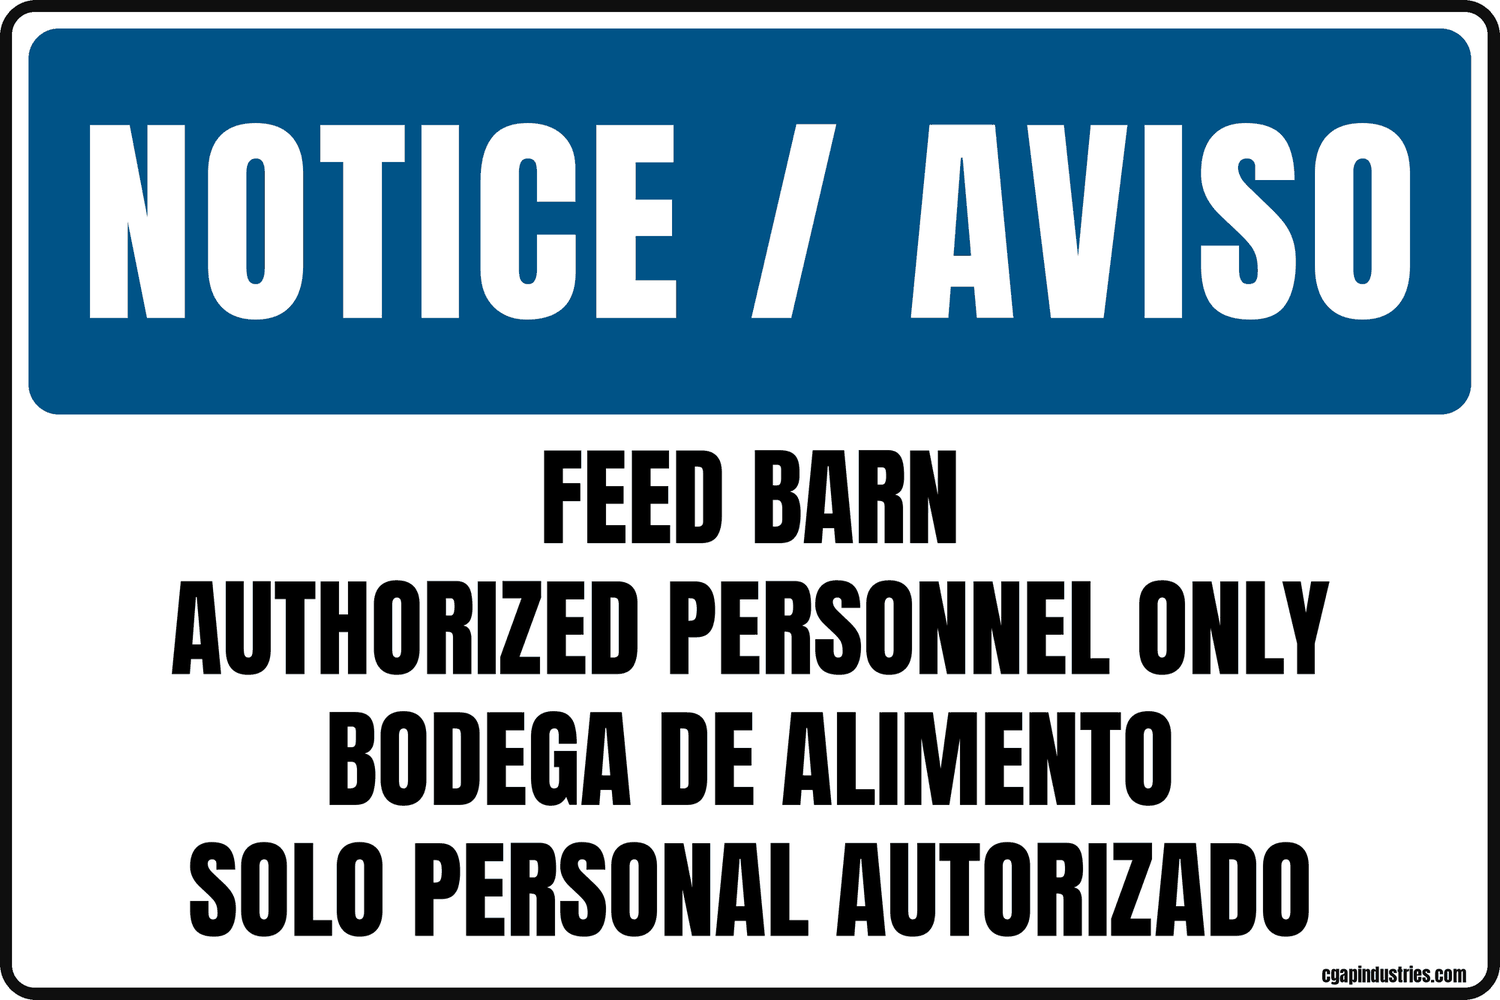 NOTICE / AVISO
FEED BARN
AUTHORIZED PERSONNEL ONLY
BODEGA DE ALIMENTO
SOLO PERSONAL AUTORIZADO
cgapindustries.com